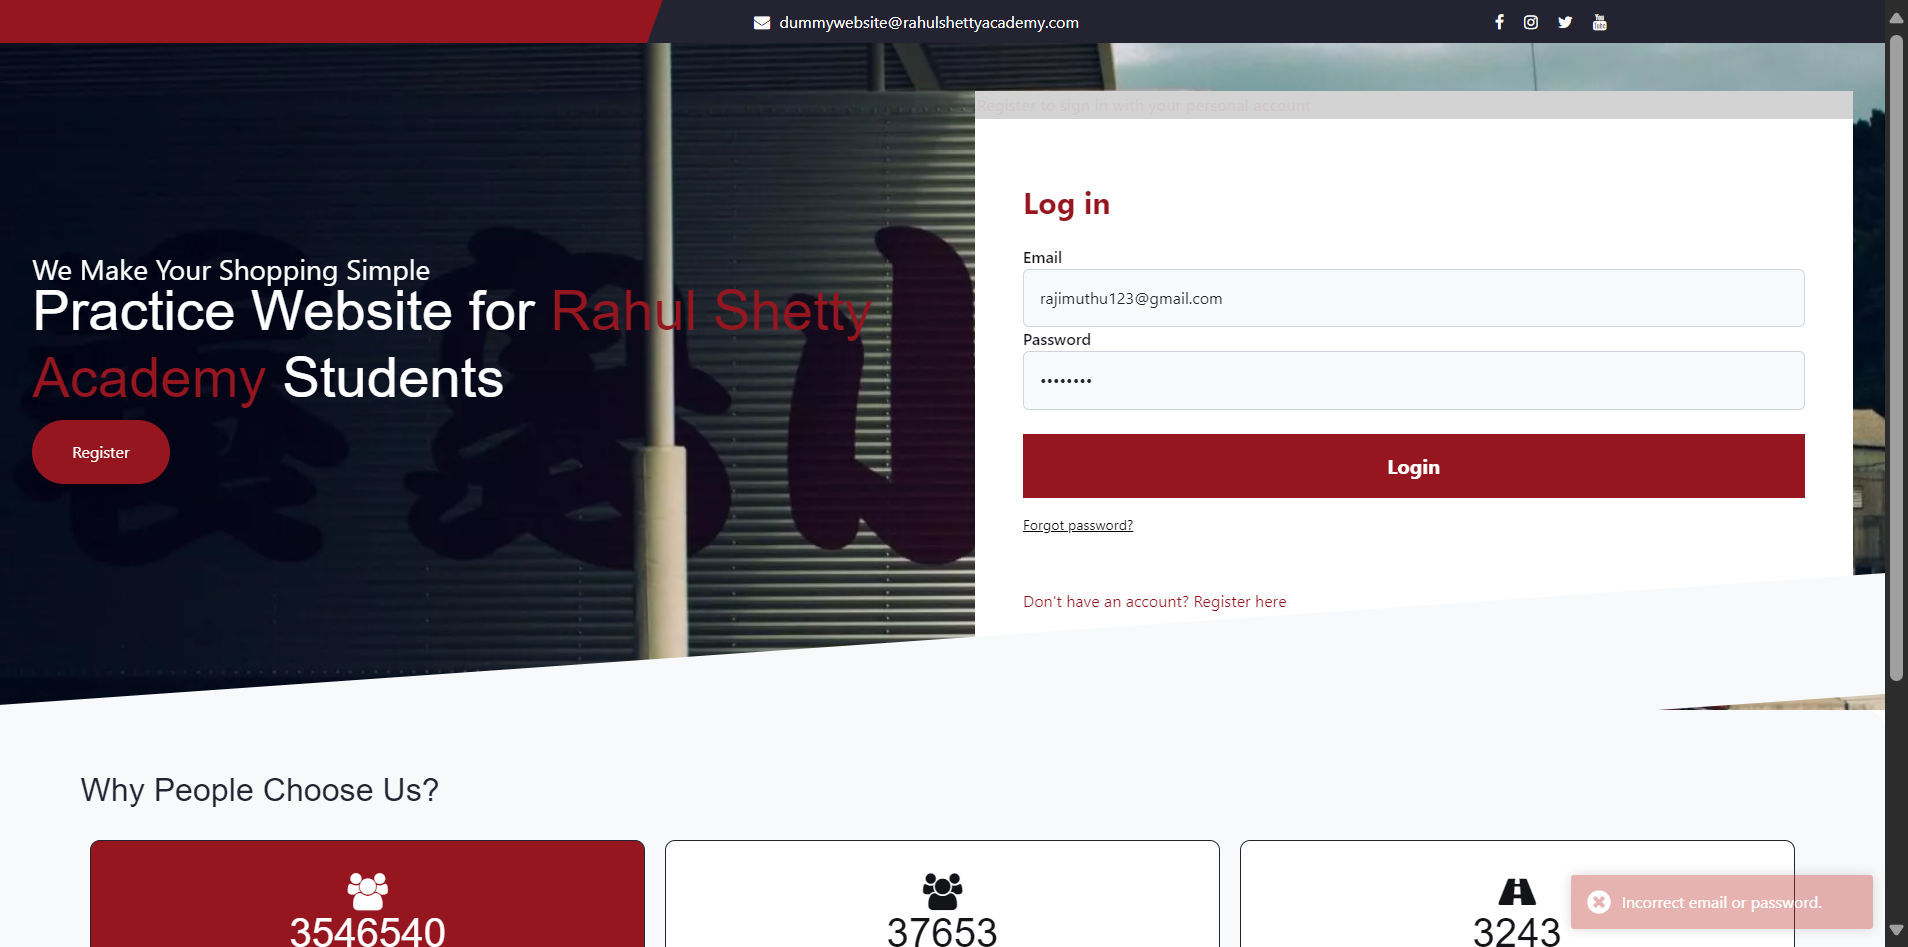 dummywebsite@rahulshettyacademy.com
Register to sign in with your personal account
We Make Your Shopping Simple
Practice Website for Rahul Shetty
Academy Students
Register
Log in
Email
rajimuthu123@gmail.com
Password
••••••••
Login
Forgot password?
Don't have an account? Register here
Why People Choose Us?
3546540
37653
3243
Incorrect email or password.